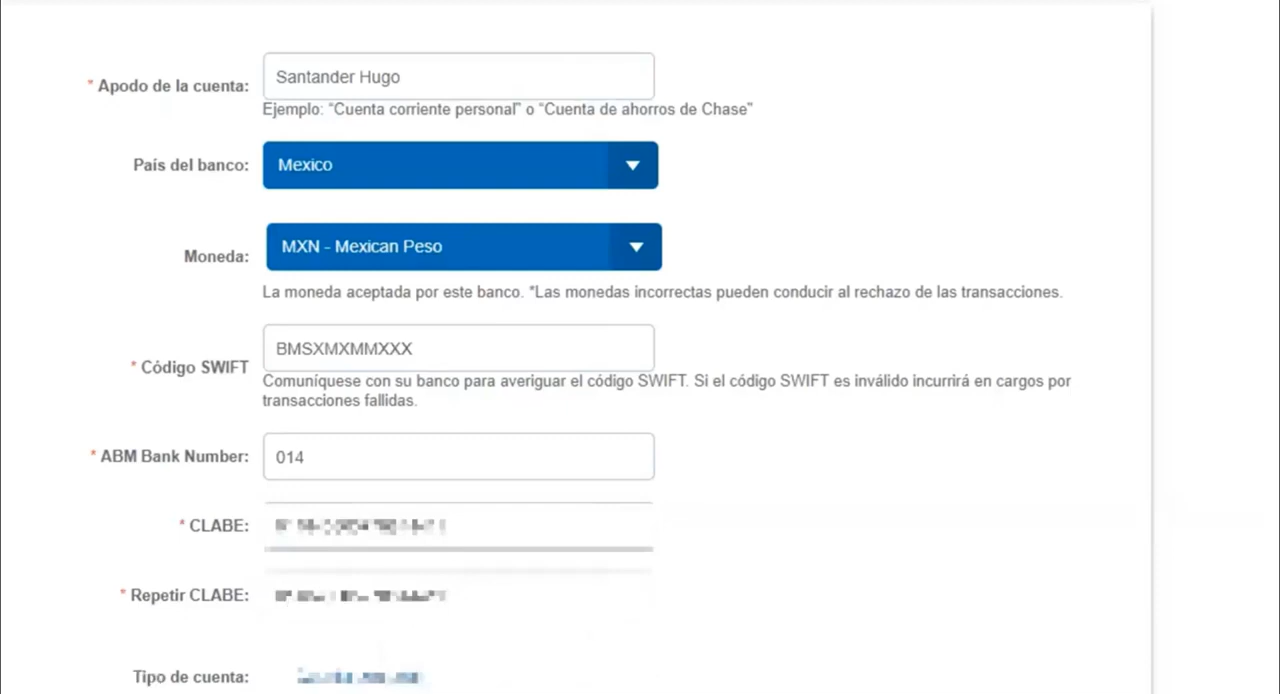 * Apodo de la cuenta:
Santander Hugo
Ejemplo: “Cuenta corriente personal” o “Cuenta de ahorros de Chase”
País del banco:
Mexico
Moneda:
MXN - Mexican Peso
La moneda aceptada por este banco. *Las monedas incorrectas pueden conducir al rechazo de las transacciones.
* Código SWIFT
BMSXMXMMXXX
Comuníquese con su banco para averiguar el código SWIFT. Si el código SWIFT es inválido incurrirá en cargos por
transacciones fallidas.
* ABM Bank Number:
014
* CLABE:
* Repetir CLABE:
Tipo de cuenta: